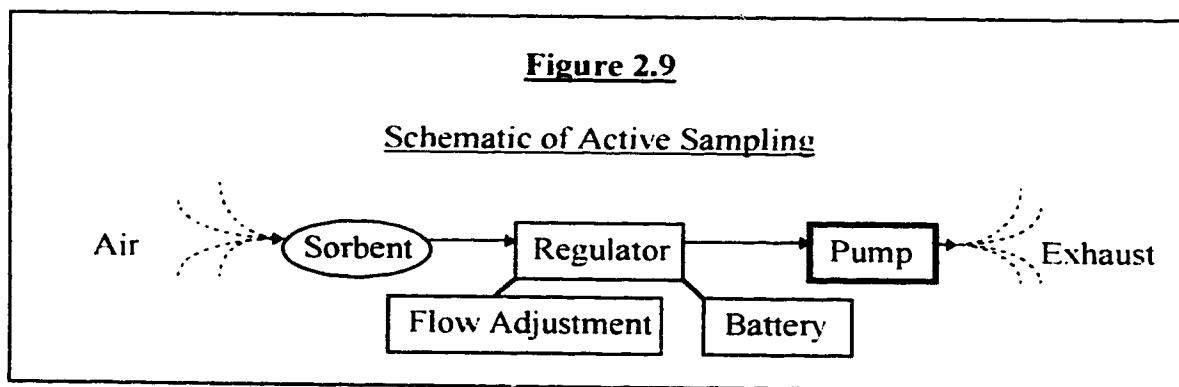 Figure 2.9
Schematic of Active Sampling
Air Sorbent Regulator Pump Exhaust
Flow Adjustment Battery